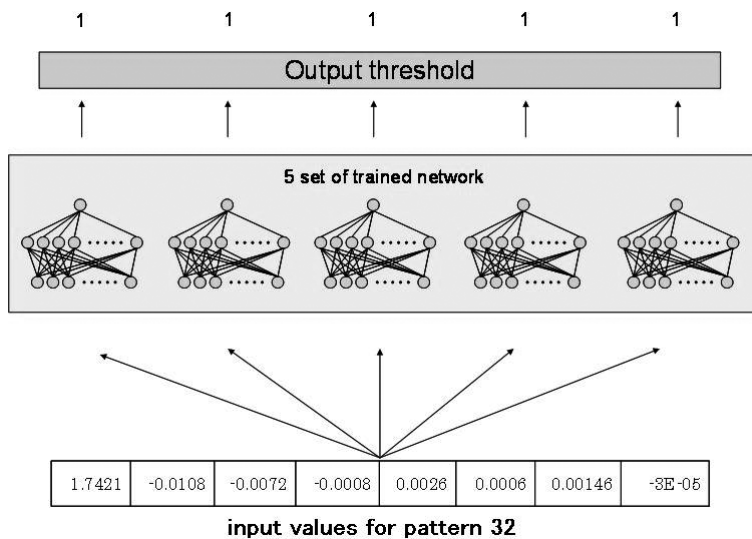 1 1 1 1 1
Output threshold
5 set of trained network
1.7421 -0.0108 -0.0072 -0.0008 0.0026 0.0006 0.00146 -3E-05
input values for pattern 32